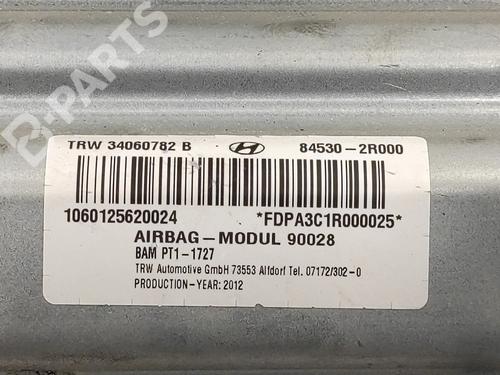 B-PARTS
TRW 34060782 B 84530-2R000
1060125620024 *FDPA3C1R000025*
AIRBAG-MODUL 90028
BAM PT1-1727
TRW Automotive GmbH 73553 Alfdorf Tel. 07172/302-0
PRODUCTION-YEAR: 2012